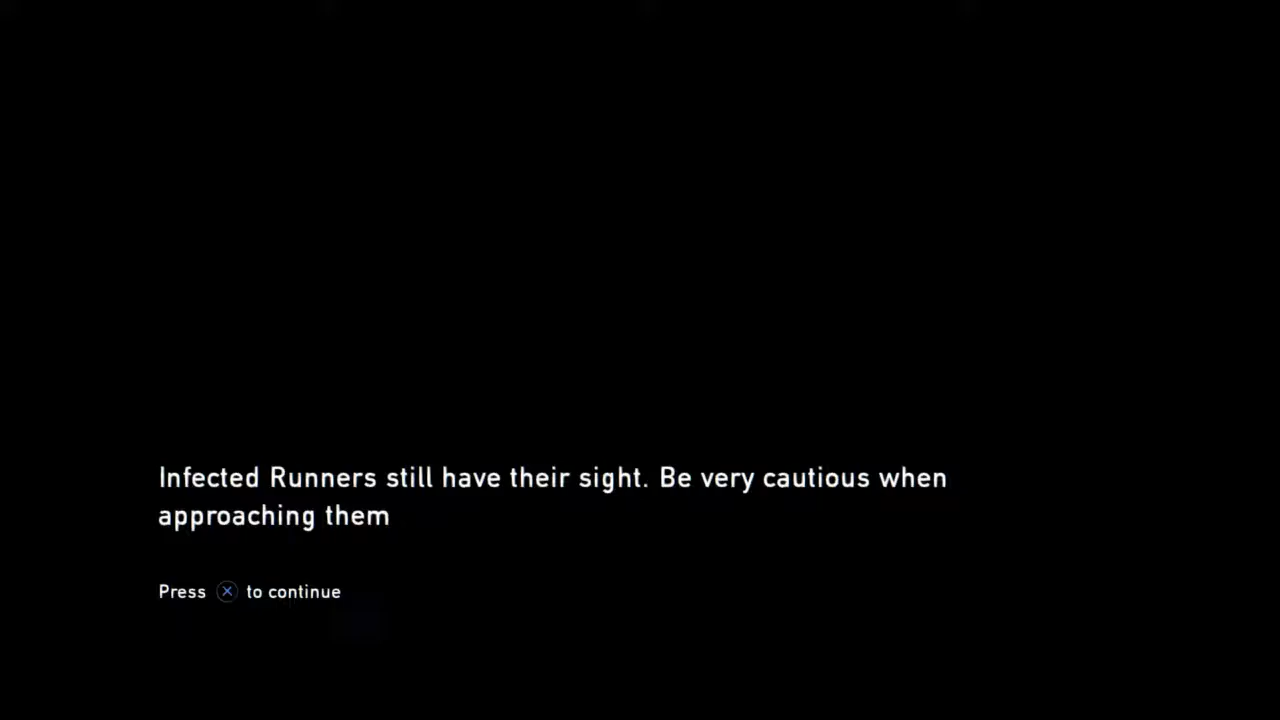 Infected Runners still have their sight. Be very cautious when
approaching them
Press ⊗ to continue